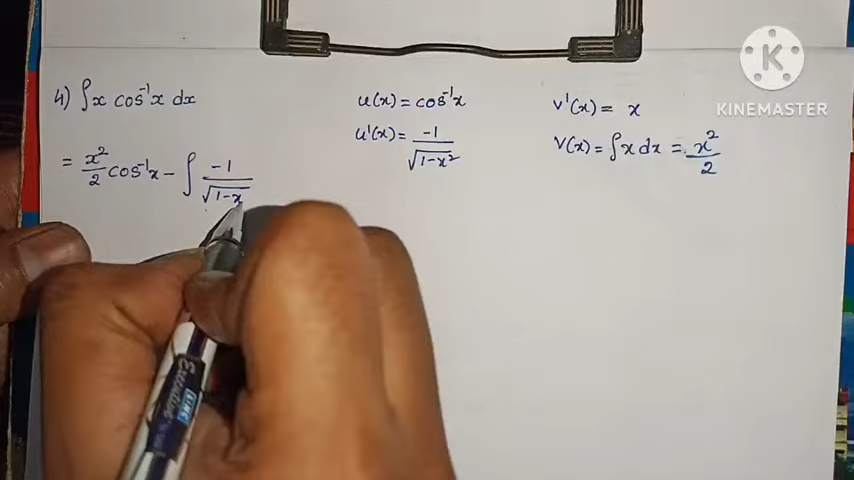 4) ∫x cos⁻¹x dx
= x²/2 cos⁻¹x - ∫ -1/√1-x
u(x) = cos⁻¹x
u'(x) = -1/√1-x²
v'(x) = x
v(x) = ∫x dx = x²/2
K
KINEMASTER
LINC